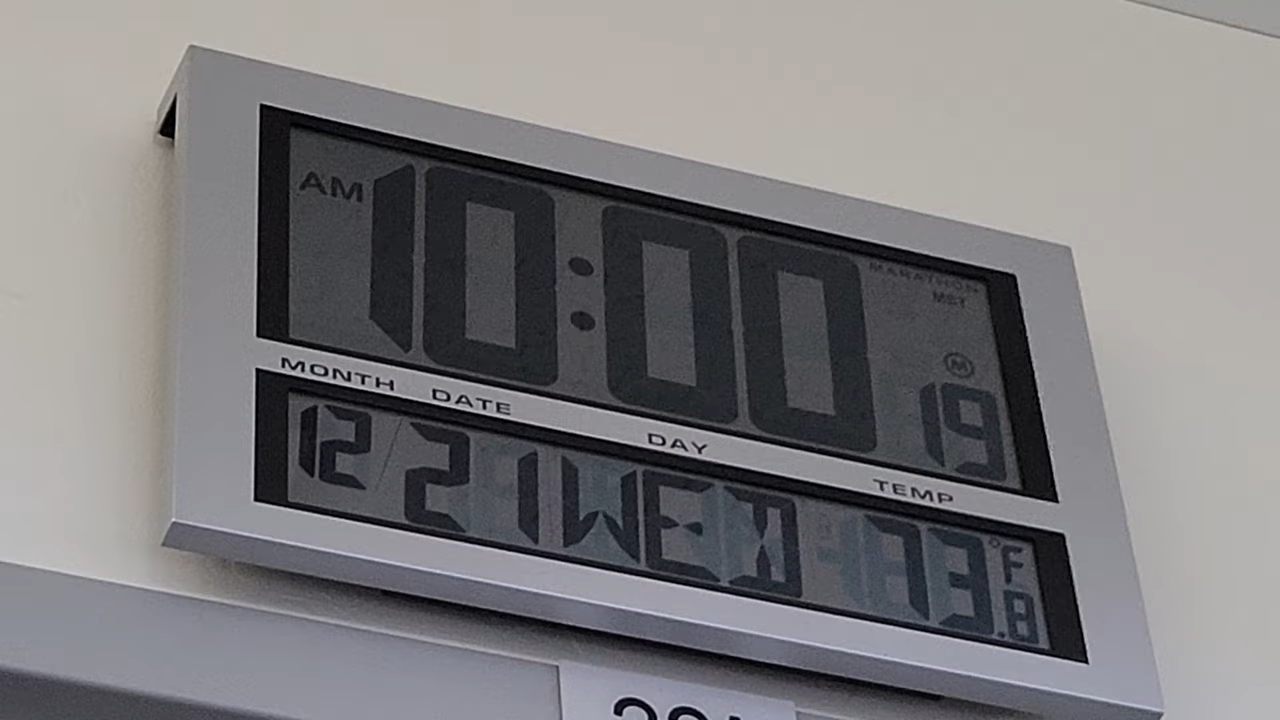 AM 10:00 19
MARATHON
MST
M
MONTH DATE DAY TEMP
12/21 WED 73.8 °F